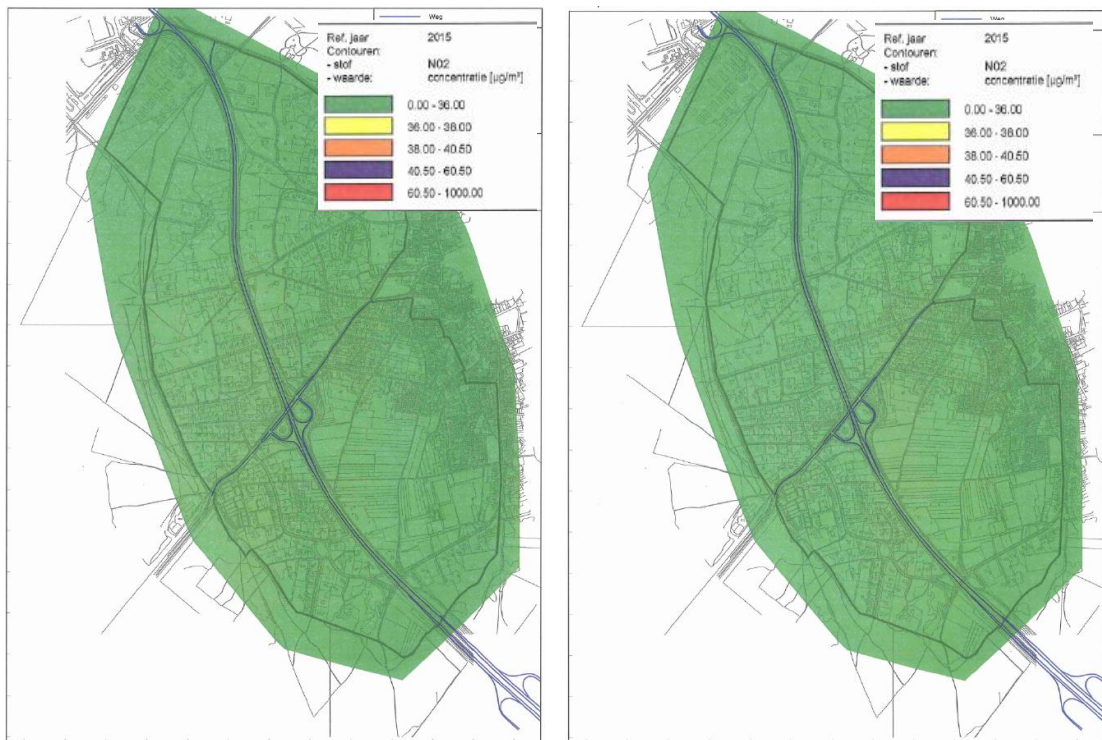 Weg
Ref. jaar 2015
Contouren:
- stof NO2
- waarde: concentratie [µg/m³]
0.00 - 36.00
36.00 - 38.00
38.00 - 40.50
40.50 - 60.50
60.50 - 1000.00
Weg
Ref. jaar 2015
Contouren:
- stof NO2
- waarde: concentratie [µg/m³]
0.00 - 36.00
36.00 - 38.00
38.00 - 40.50
40.50 - 60.50
60.50 - 1000.00